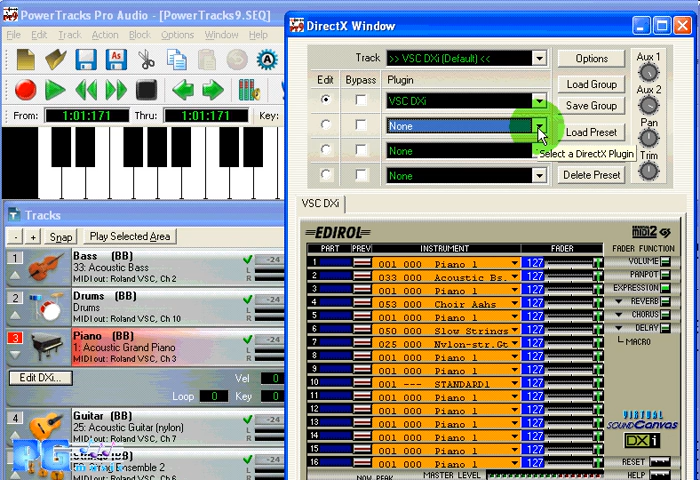 PowerTracks Pro Audio - [PowerTracks9.SEQ]
File Edit Tracks Action Block Options Window Help
From: 1:01:171 Thru: 1:01:171 Key:
Tracks
- + Snap Play Selected Area
1 Bass (BB) -24
33: Acoustic Bass L
MIDI out: Roland VSC, Ch 2 R
2 Drums (BB) -24
Drums L
MIDI out: Roland VSC, Ch 10 R
3 Piano (BB) -24
1: Acoustic Grand Piano L
MIDI out: Roland VSC, Ch 3 R
Edit DXi... Vel 0
Loop 0 Key 0
4 Guitar (BB) -24
25: Acoustic Guitar (nylon) L
MIDI out: Roland VSC, Ch 7 R
PG
Ensemble 2
MIDI out: Roland VSC, Ch 6
DirectX Window
Track >> VSC DXi (Default) << Options Aux 1
Edit Bypass Plugin Load Group
VSC DXi Save Group Aux 2
None Load Preset Pan
Select a DirectX Plugin
None Trim
None Delete Preset
VSC DXi
EDIROL MIDI2
PART PREV INSTRUMENT FADER FADER FUNCTION
1 001 000 Piano 1 127 VOLUME
2 033 000 Acoustic Bs. 127 PANPOT
3 001 000 Piano 1 127 EXPRESSION
4 053 000 Choir Aahs 127 REVERB
5 001 000 Piano 1 127 CHORUS
6 050 000 Slow Strings 127 DELAY
7 025 000 Nylon-str.Gt 127 MACRO
8 001 000 Piano 1 127
9 001 000 Piano 1 127
10 001 --- STANDARD1 127
11 001 000 Piano 1 127
12 001 000 Piano 1 127
13 001 000 Piano 1 127 VIRTUAL
14 001 000 Piano 1 127 SOUND Canvas
15 001 000 Piano 1 127 DXi
16 001 000 Piano 1 127 RESET
NOW PEAK MASTER LEVEL HELP